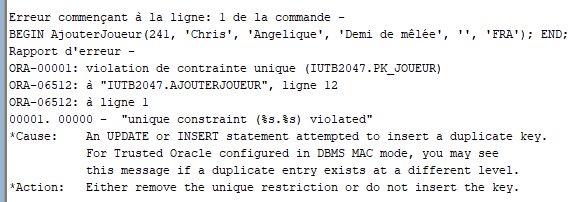 Erreur commençant à la ligne: 1 de la commande -
BEGIN AjouterJoueur(241, 'Chris', 'Angelique', 'Demi de mêlée', '', 'FRA'); END;
Rapport d'erreur -
ORA-00001: violation de contrainte unique (IUTB2047.PK_JOUEUR)
ORA-06512: à "IUTB2047.AJOUTERJOUEUR", ligne 12
ORA-06512: à ligne 1
00001. 00000 -  "unique constraint (%s.%s) violated"
*Cause:    An UPDATE or INSERT statement attempted to insert a duplicate key.
           For Trusted Oracle configured in DBMS MAC mode, you may see
           this message if a duplicate entry exists at a different level.
*Action:   Either remove the unique restriction or do not insert the key.